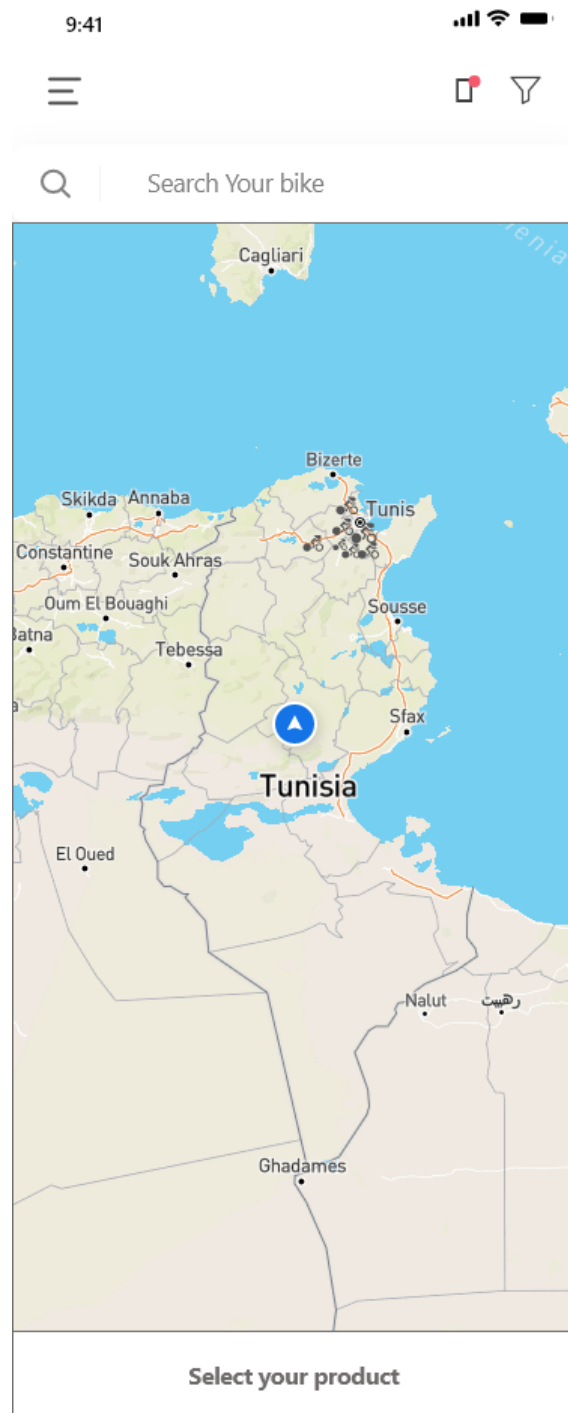 9:41
Search Your bike
Cagliari
Bizerte
Tunis
Skikda
Annaba
Constantine
Souk Ahras
Oum El Bouaghi
Sousse
Batna
Tebessa
Sfax
Tunisia
El Oued
Nalut
رهيبت
Ghadames
Select your product